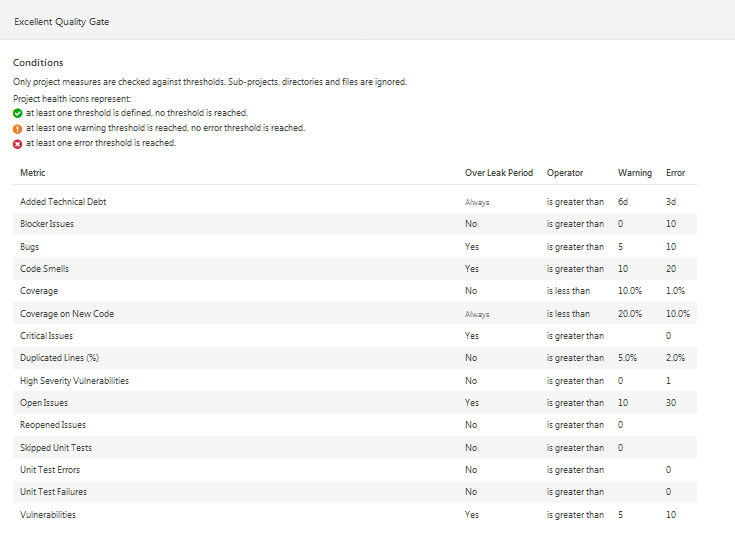 Excellent Quality Gate
Conditions
Only project measures are checked against thresholds. Sub-projects, directories and files are ignored.
Project health icons represent:
at least one threshold is defined, no threshold is reached.
at least one warning threshold is reached, no error threshold is reached.
at least one error threshold is reached.
Metric Over Leak Period Operator Warning Error
Added Technical Debt Always is greater than 6d 3d
Blocker Issues No is greater than 0 10
Bugs Yes is greater than 5 10
Code Smells Yes is greater than 10 20
Coverage No is less than 10.0% 1.0%
Coverage on New Code Always is less than 20.0% 10.0%
Critical Issues Yes is greater than 0
Duplicated Lines (%) No is greater than 5.0% 2.0%
High Severity Vulnerabilities No is greater than 0 1
Open Issues Yes is greater than 10 30
Reopened Issues No is greater than 0
Skipped Unit Tests No is greater than 0
Unit Test Errors No is greater than 0
Unit Test Failures No is greater than 0
Vulnerabilities Yes is greater than 5 10